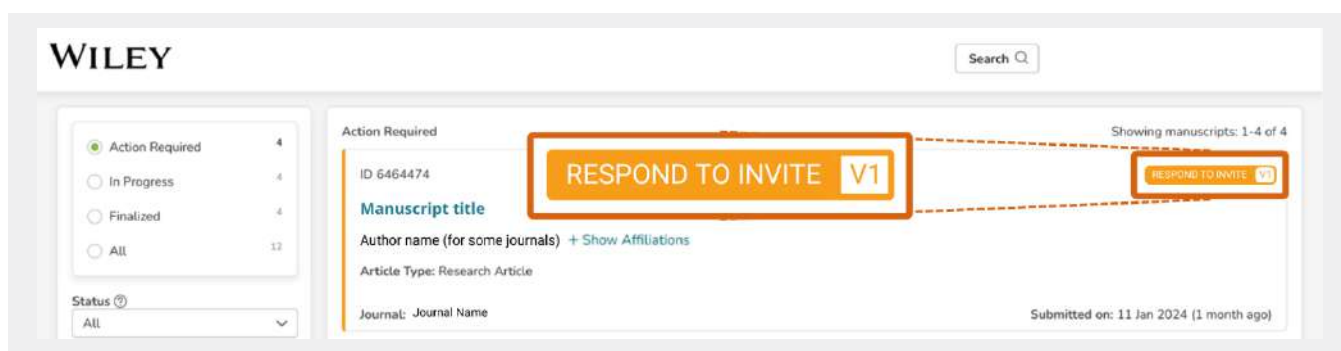 WILEY
Search
Action Required 4
In Progress 4
Finalized 4
All 12
Status
All
Action Required
Showing manuscripts: 1-4 of 4
ID 6464474
RESPOND TO INVITE V1
RESPOND TO INVITE V1
Manuscript title
Author name (for some journals) + Show Affiliations
Article Type: Research Article
Journal: Journal Name
Submitted on: 11 Jan 2024 (1 month ago)